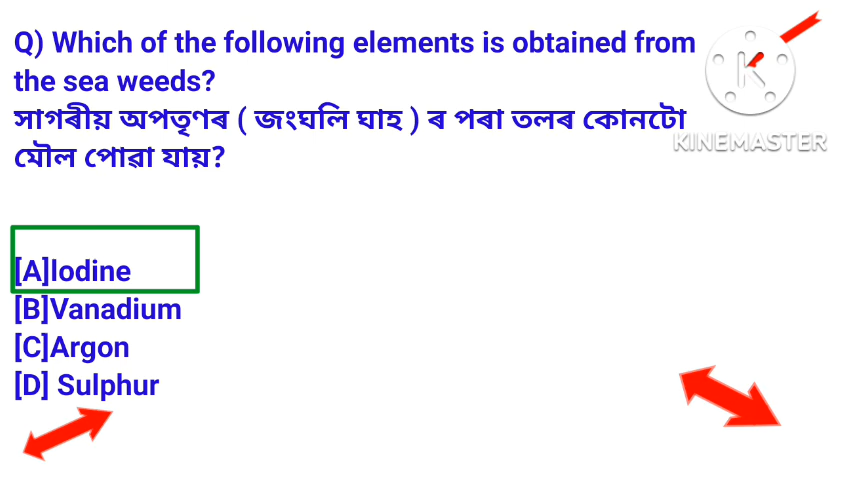 Q) Which of the following elements is obtained from
the sea weeds?
সাগৰীয় অপতৃণৰ ( জংঘলি ঘাহ ) ৰ পৰা তলৰ কোনটো
মৌল পোৱা যায়?
KINEMASTER
[A]lodine
[B]Vanadium
[C]Argon
[D] Sulphur